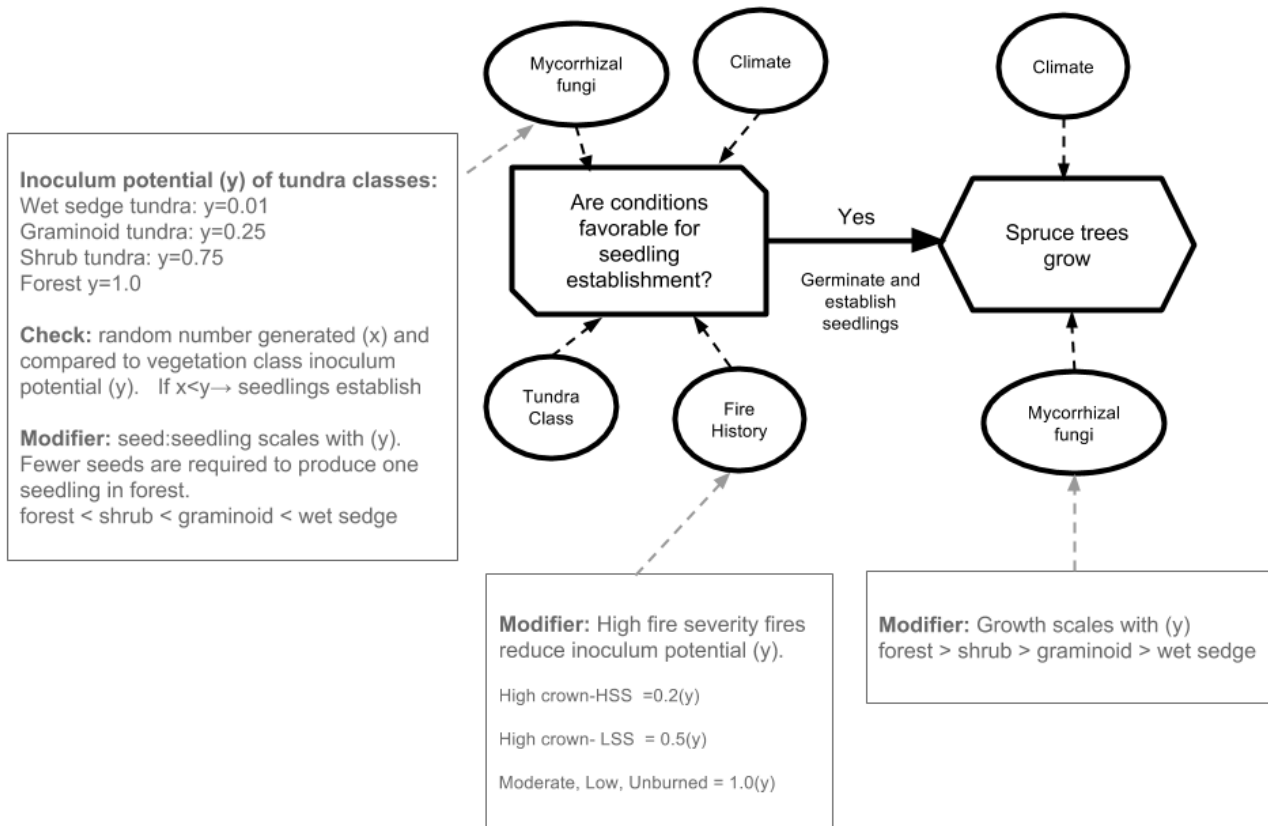 Mycorrhizal
fungi
Climate
Climate
Inoculum potential (y) of tundra classes:
Wet sedge tundra: y=0.01
Graminoid tundra: y=0.25
Shrub tundra: y=0.75
Forest y=1.0
Check: random number generated (x) and
compared to vegetation class inoculum
potential (y). If x<y→ seedlings establish
Modifier: seed:seedling scales with (y).
Fewer seeds are required to produce one
seedling in forest.
forest < shrub < graminoid < wet sedge
Are conditions
favorable for
seedling
establishment?
Yes
Germinate and
establish
seedlings
Spruce trees
grow
Tundra
Class
Fire
History
Mycorrhizal
fungi
Modifier: High fire severity fires
reduce inoculum potential (y).
High crown-HSS =0.2(y)
High crown- LSS = 0.5(y)
Moderate, Low, Unburned = 1.0(y)
Modifier: Growth scales with (y)
forest > shrub > graminoid > wet sedge